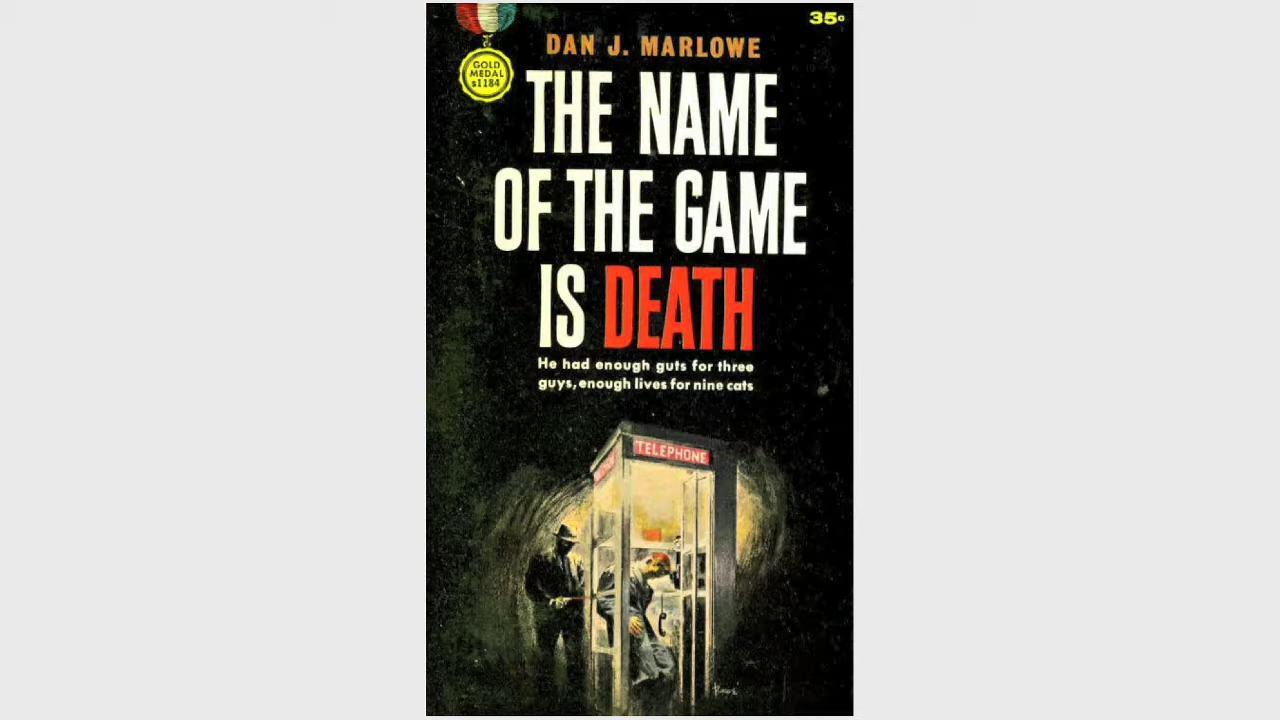 35¢
GOLD
MEDAL
s1184
DAN J. MARLOWE
THE NAME
OF THE GAME
IS DEATH
He had enough guts for three
guys, enough lives for nine cats
TELEPHONE